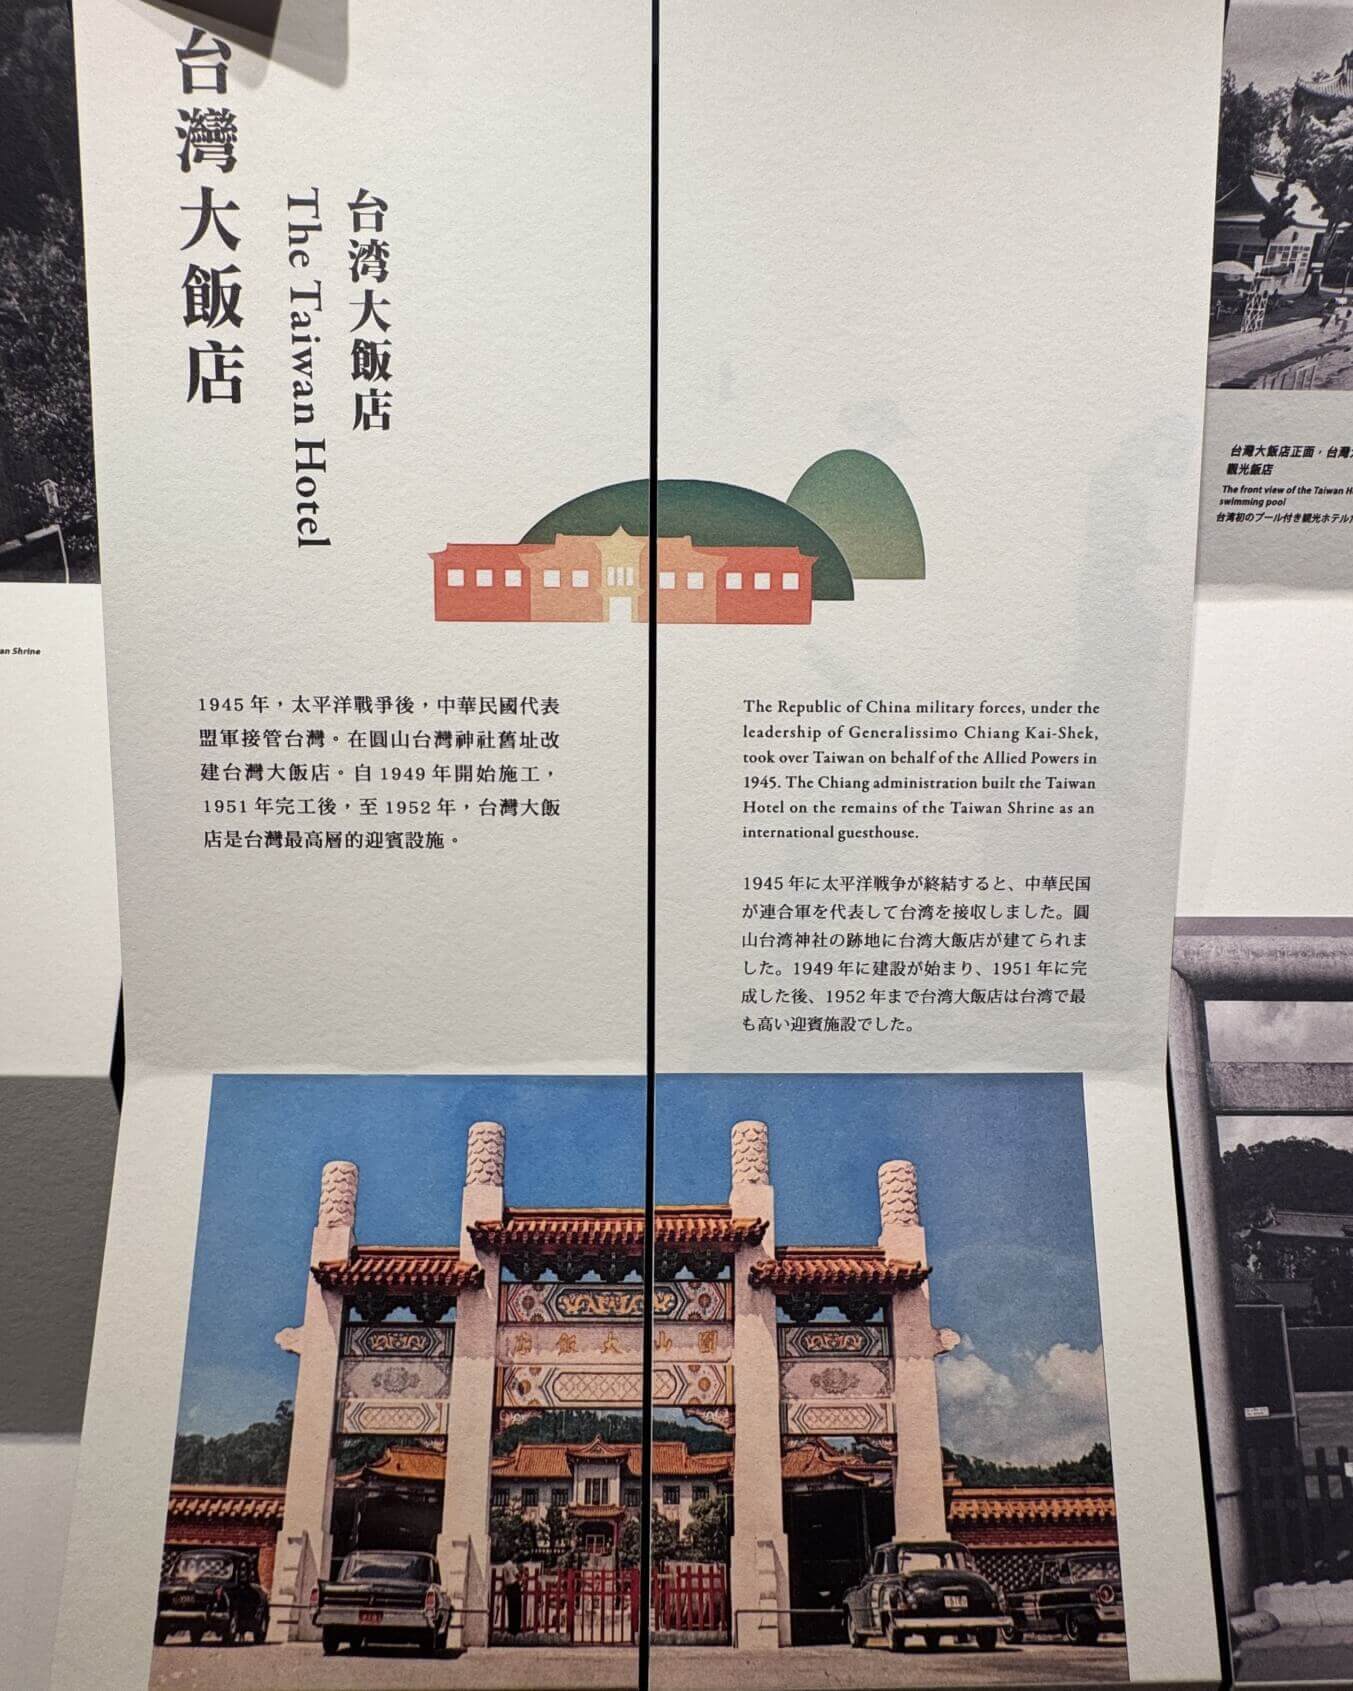 台灣大飯店
The Taiwan Hotel
台湾大飯店
1945 年，太平洋戰爭後，中華民國代表
盟軍接管台灣。在圓山台灣神社舊址改
建台灣大飯店。自 1949 年開始施工，
1951 年完工後，至 1952 年，台灣大飯
店是台灣最高層的迎賓設施。
The Republic of China military forces, under the
leadership of Generalissimo Chiang Kai-Shek,
took over Taiwan on behalf of the Allied Powers in
1945. The Chiang administration built the Taiwan
Hotel on the remains of the Taiwan Shrine as an
international guesthouse.
1945 年に太平洋戦争が終結すると、中華民国
が連合軍を代表して台湾を接収しました。圓
山台湾神社の跡地に台湾大飯店が建てられま
した。1949 年に建設が始まり、1951 年に完
成した後、1952 年まで台湾大飯店は台湾で最
も高い迎賓施設でした。
店飯大山圓
an Shrine
台灣大飯店正面，台灣
觀光飯店
The front view of the Taiwan H
swimming pool
台湾初のプール付き観光ホテル